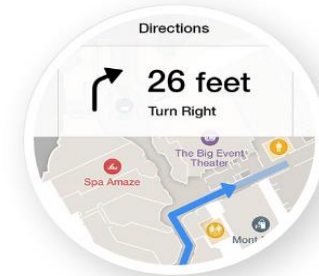 Directions
26 feet
Turn Right
The Big Event
Theater
Spa Amaze
Mont